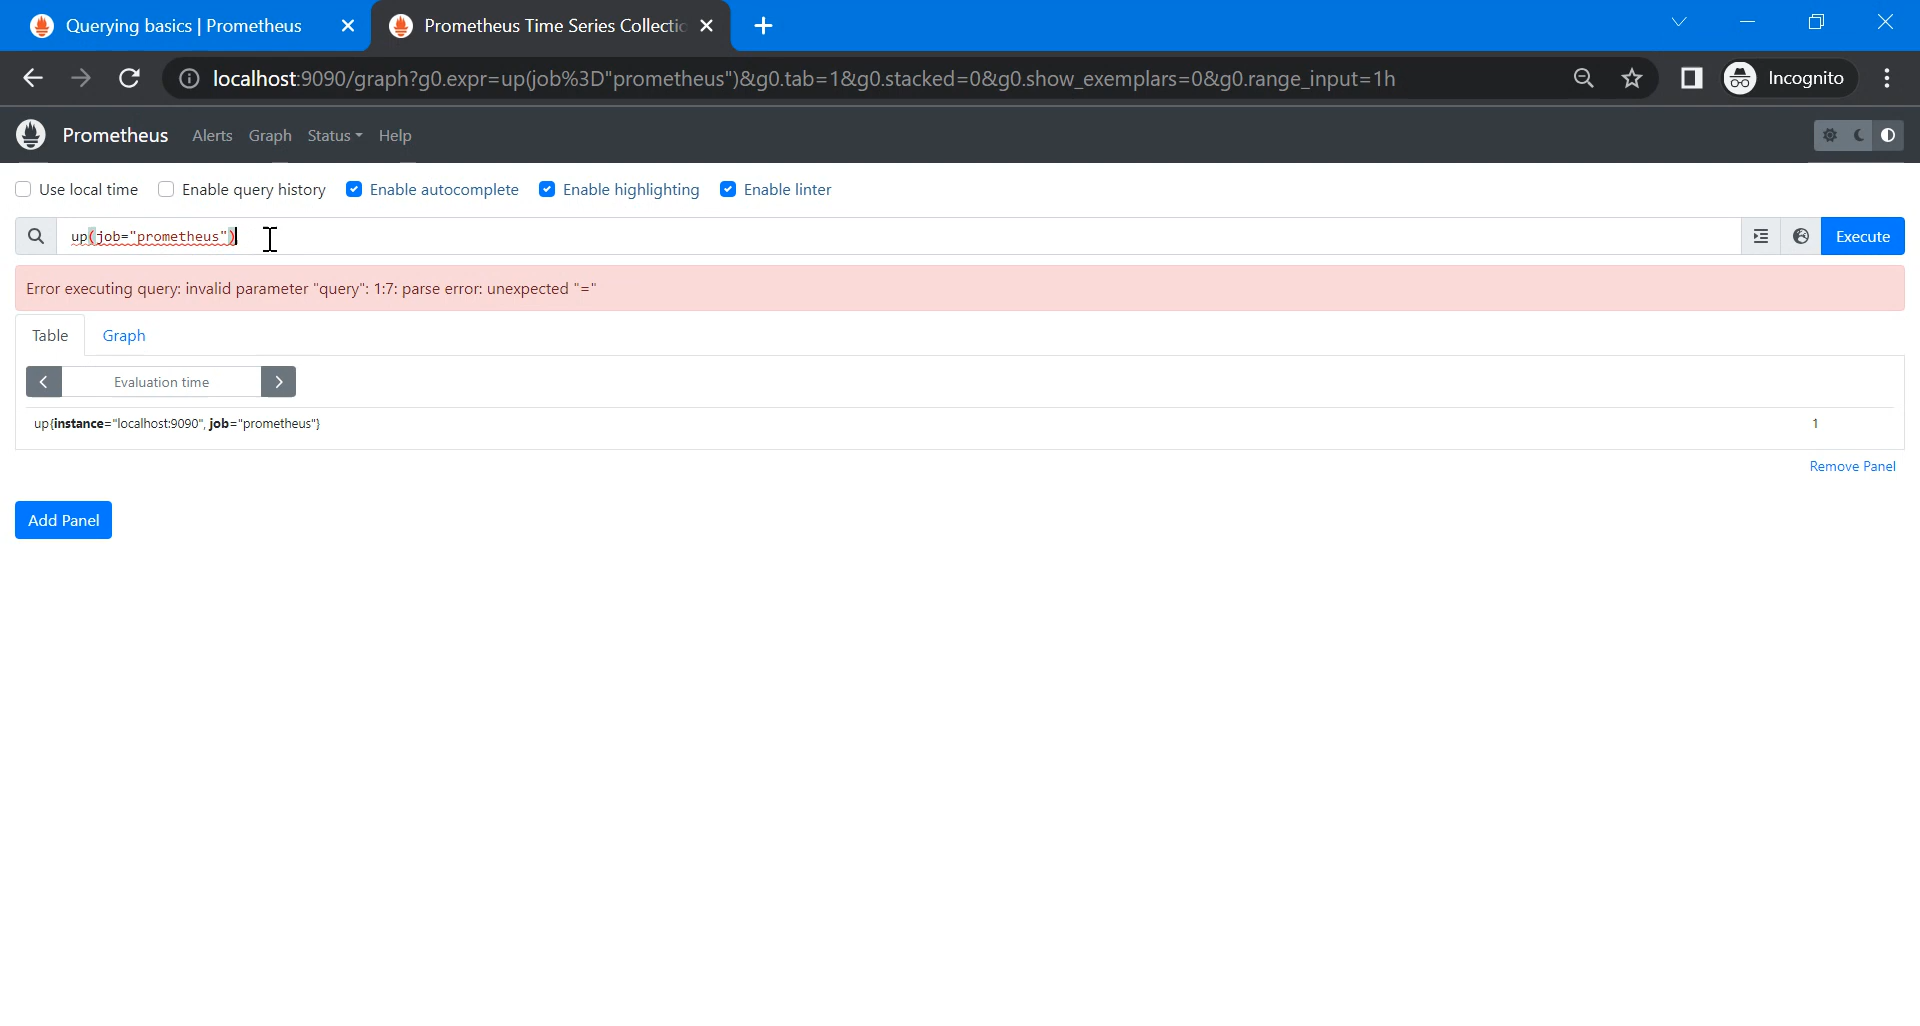 Querying basics | Prometheus
Prometheus Time Series Collectio
localhost:9090/graph?g0.expr=up(job%3D"prometheus")&g0.tab=1&g0.stacked=0&g0.show_exemplars=0&g0.range_input=1h
Incognito
Prometheus Alerts Graph Status Help
Use local time Enable query history Enable autocomplete Enable highlighting Enable linter
up(job="prometheus")
Execute
Error executing query: invalid parameter "query": 1:7: parse error: unexpected "="
Table Graph
Evaluation time
up{instance="localhost:9090", job="prometheus"} 1
Remove Panel
Add Panel